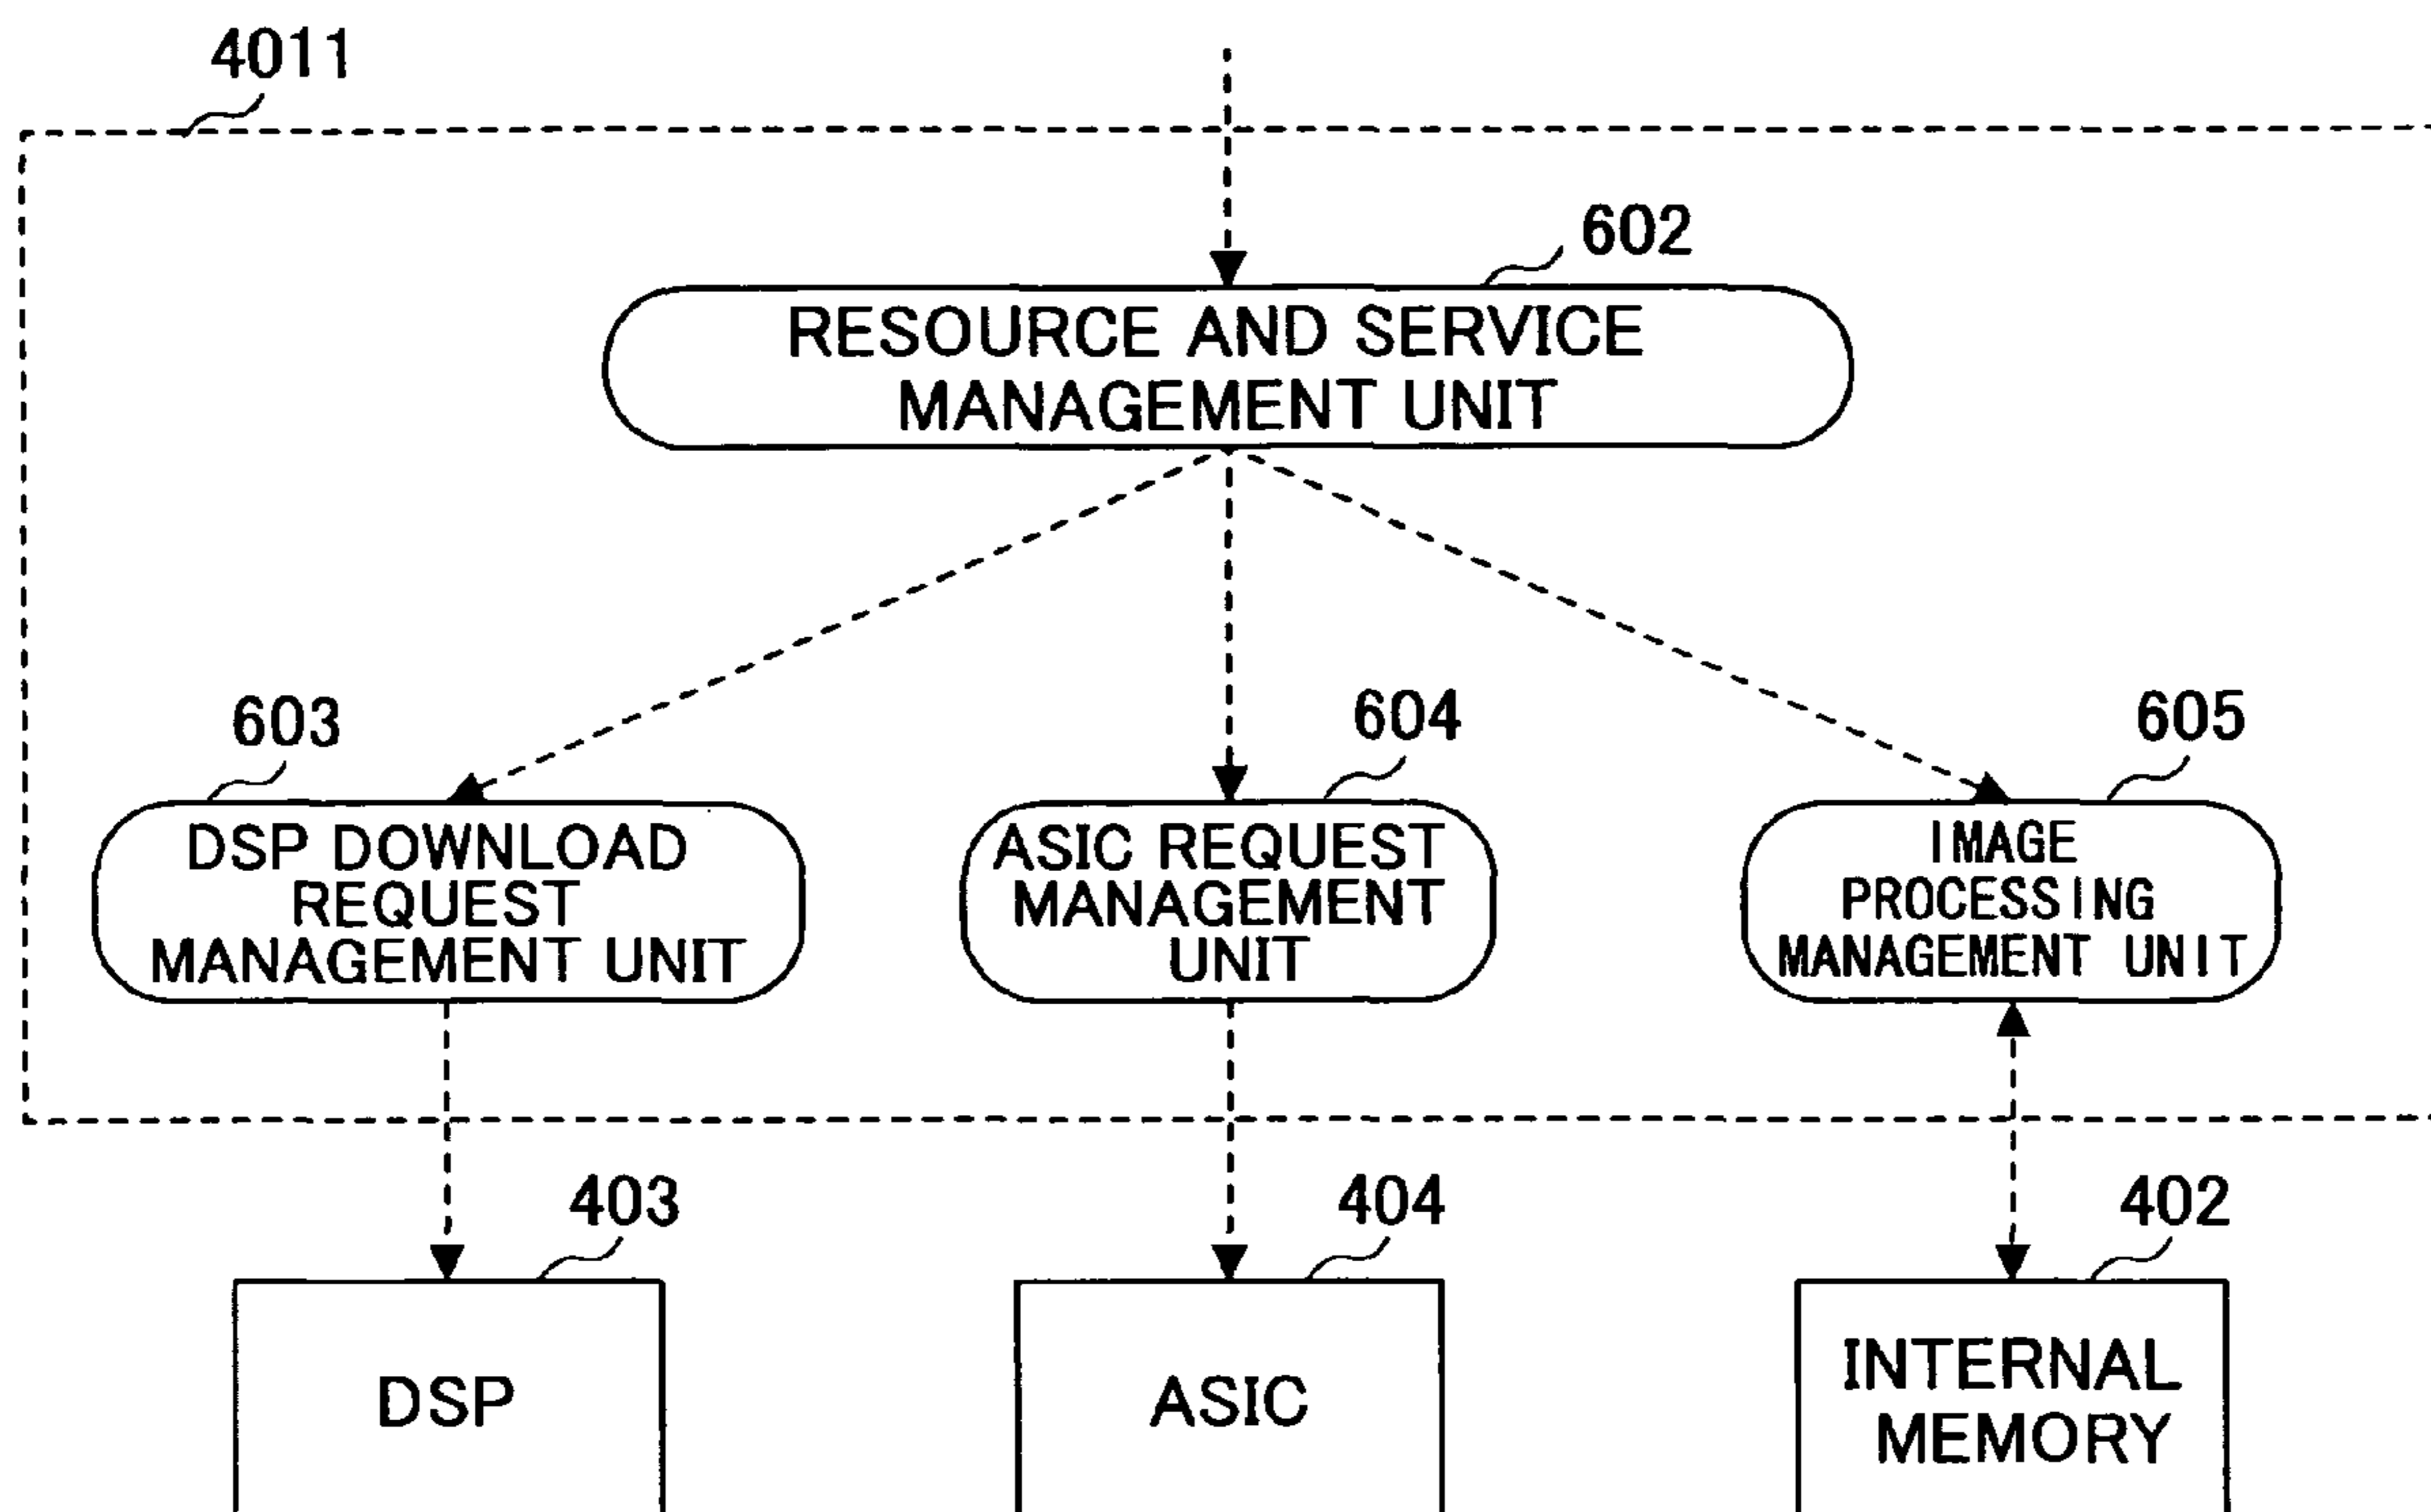 4011
602
RESOURCE AND SERVICE
MANAGEMENT UNIT
603
604
605
DSP DOWNLOAD
REQUEST
MANAGEMENT UNIT
ASIC REQUEST
MANAGEMENT
UNIT
IMAGE
PROCESSING
MANAGEMENT UNIT
403
404
402
DSP
ASIC
INTERNAL
MEMORY